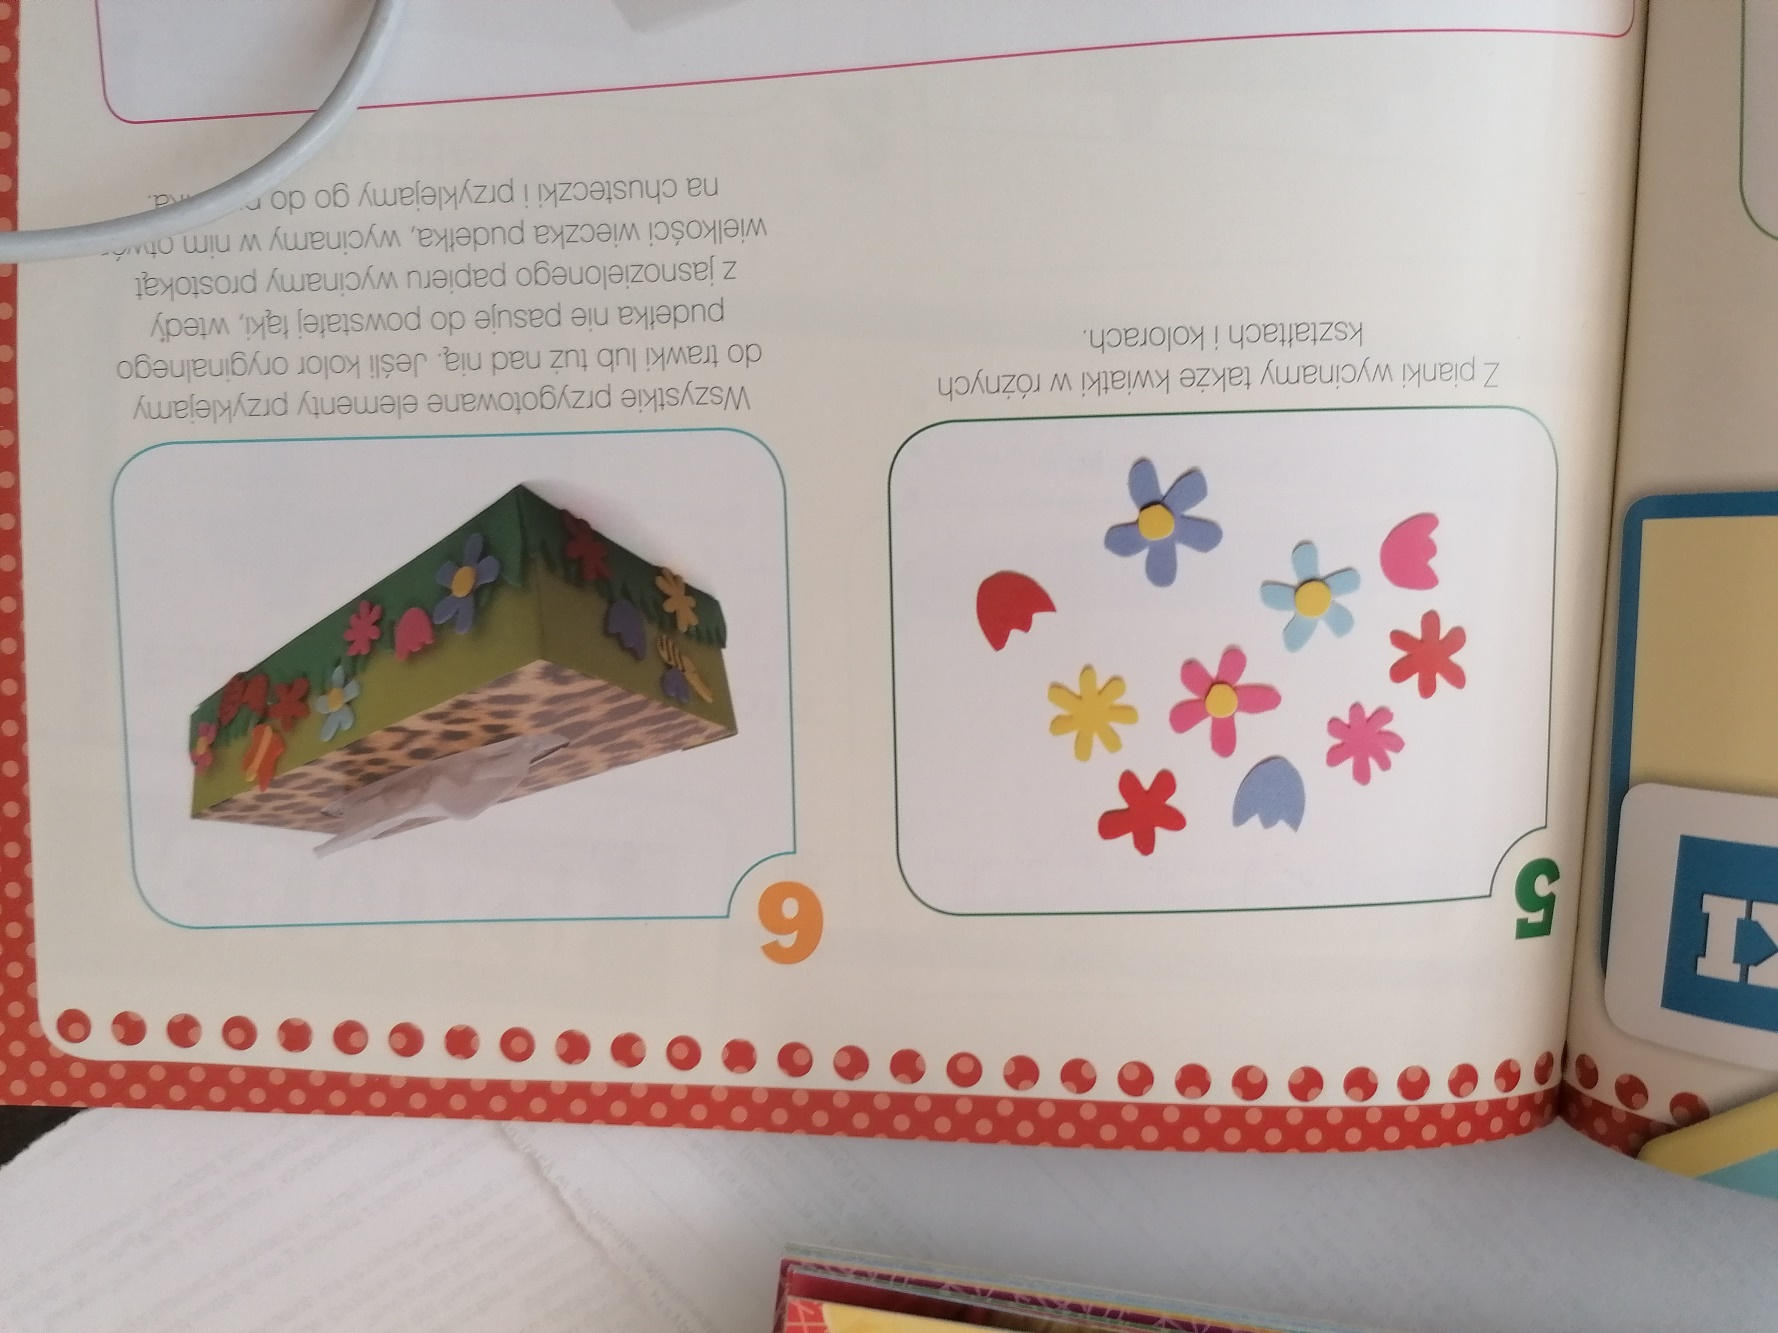 5
Z pianki wycinamy także kwiatki w różnych
kształtach i kolorach.
6
Wszystkie przygotowane elementy przyklejamy
do trawki lub tuż nad nią. Jeśli kolor oryginalnego
pudełka nie pasuje do powstałej łąki, wtedy
z jasnozielonego papieru wycinamy prostokąt
wielkości wieczka pudełka, wycinamy w nim
na chusteczki i przyklejamy go do